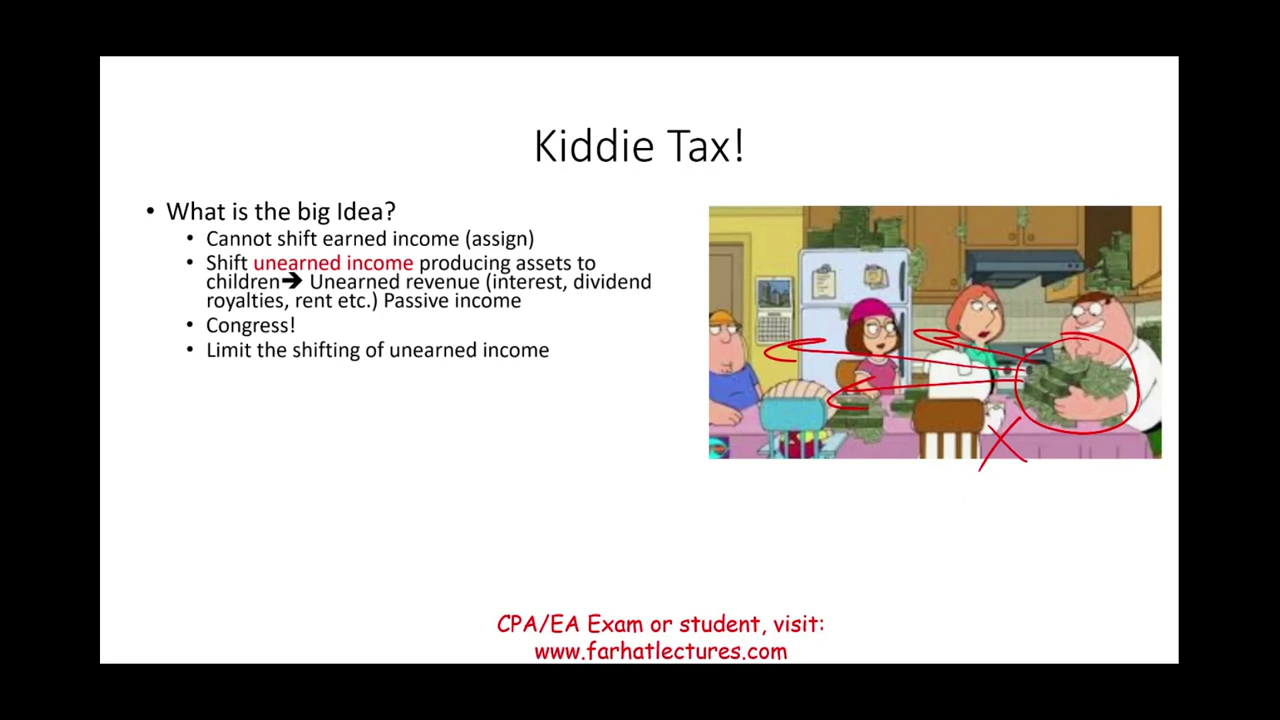 Kiddie Tax!
• What is the big Idea?
• Cannot shift earned income (assign)
• Shift unearned income producing assets to
children➔ Unearned revenue (interest, dividend
royalties, rent etc.) Passive income
• Congress!
• Limit the shifting of unearned income
CPA/EA Exam or student, visit:
www.farhatlectures.com